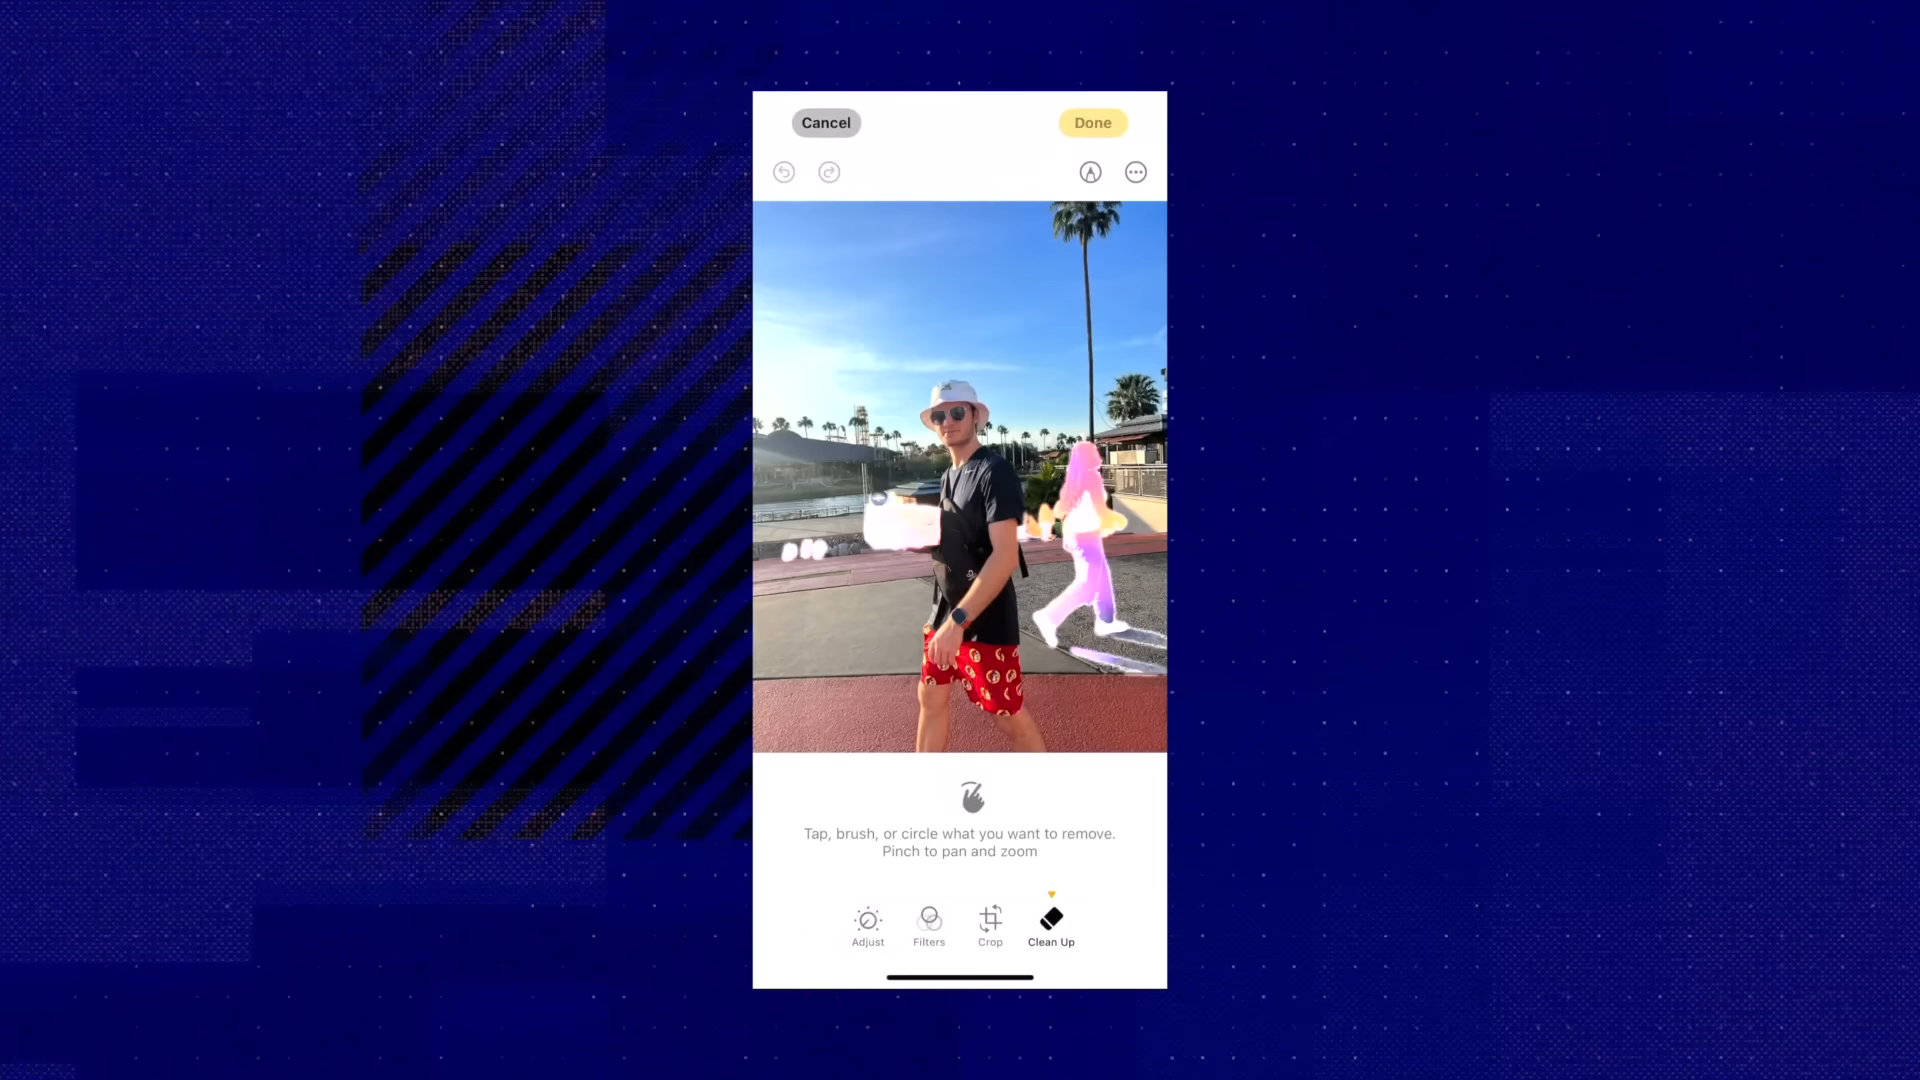 Cancel
Done
Tap, brush, or circle what you want to remove.
Pinch to pan and zoom
Adjust
Filters
Crop
Clean Up